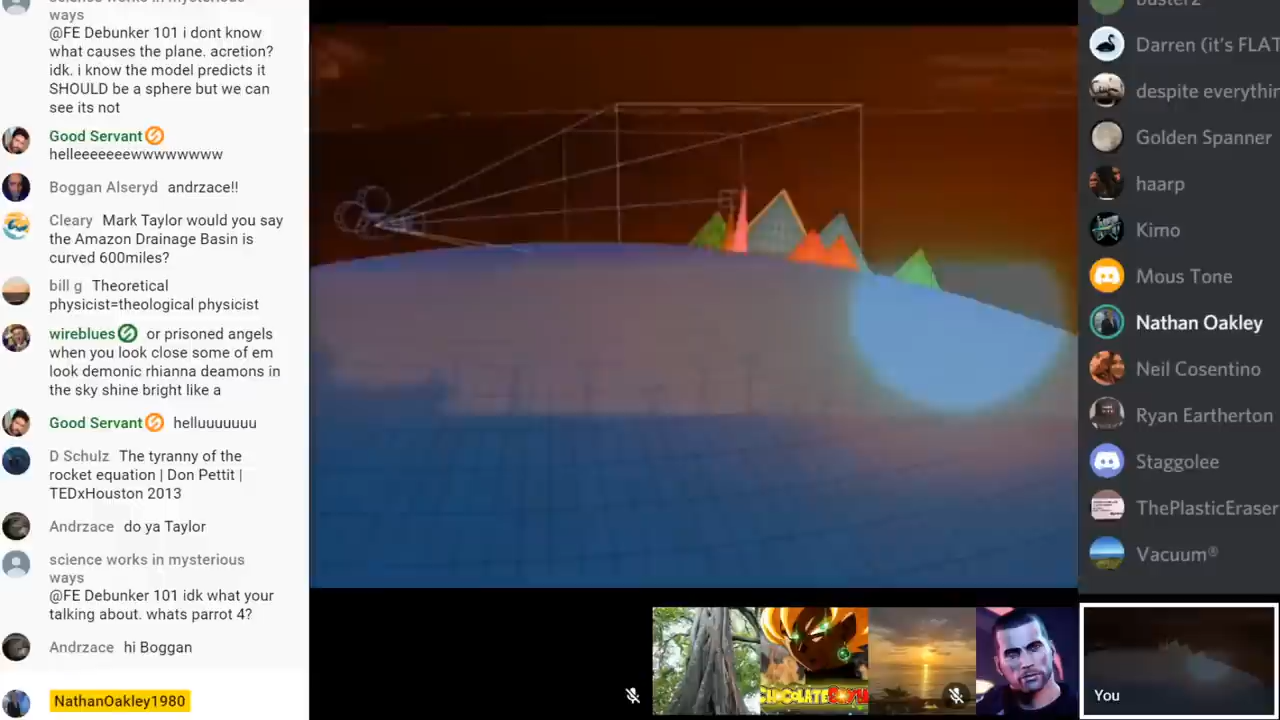 science works in mysterious
ways
@FE Debunker 101 i dont know
what causes the plane. acretion?
idk. i know the model predicts it
SHOULD be a sphere but we can
see its not
Good Servant
helleeeeeeewwwwwwww
Boggan Alseryd andrzace!!
Cleary Mark Taylor would you say
the Amazon Drainage Basin is
curved 600miles?
bill g Theoretical
physicist=theological physicist
wireblues or prisoned angels
when you look close some of em
look demonic rhianna deamons in
the sky shine bright like a
Good Servant helluuuuuuu
D Schulz The tyranny of the
rocket equation | Don Pettit |
TEDxHouston 2013
Andrzace do ya Taylor
science works in mysterious
ways
@FE Debunker 101 idk what your
talking about. whats parrot 4?
Andrzace hi Boggan
NathanOakley1980
buster2
Darren (it's FLAT
despite everythin
Golden Spanner
haarp
Kimo
Mous Tone
Nathan Oakley
Neil Cosentino
Ryan Eartherton
Staggolee
ThePlasticEraser
Vacuum®
You